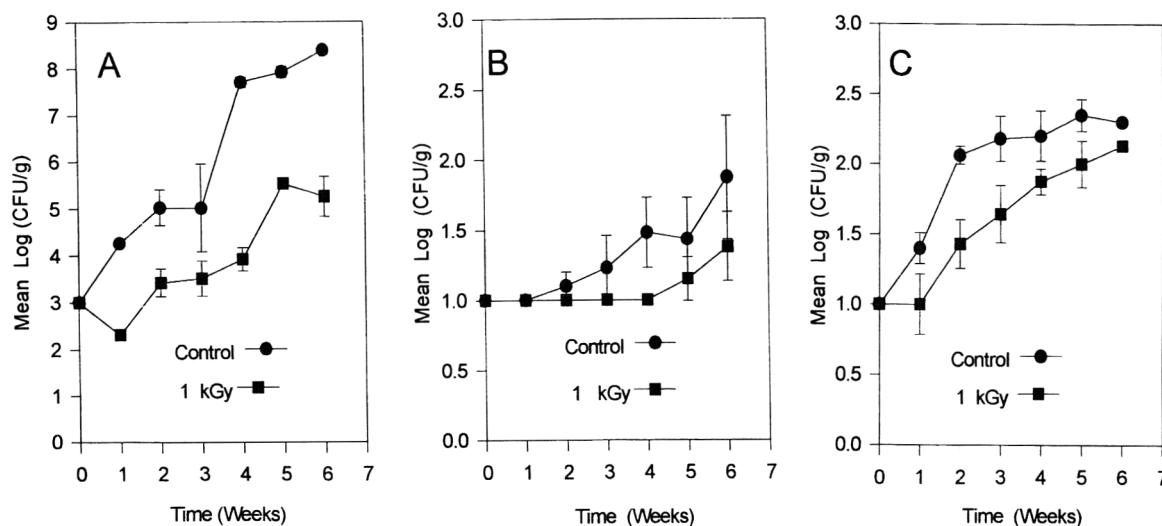 A
Mean Log (CFU/g)
9
8
7
6
5
4
3
2
1
0
Control
1 kGy
0 1 2 3 4 5 6 7
Time (Weeks)
B
Mean Log (CFU/g)
3.0
2.5
2.0
1.5
1.0
0.5
0.0
Control
1 kGy
0 1 2 3 4 5 6 7
Time (Weeks)
C
Mean Log (CFU/g)
3.0
2.5
2.0
1.5
1.0
0.5
0.0
Control
1 kGy
0 1 2 3 4 5 6 7
Time (Weeks)